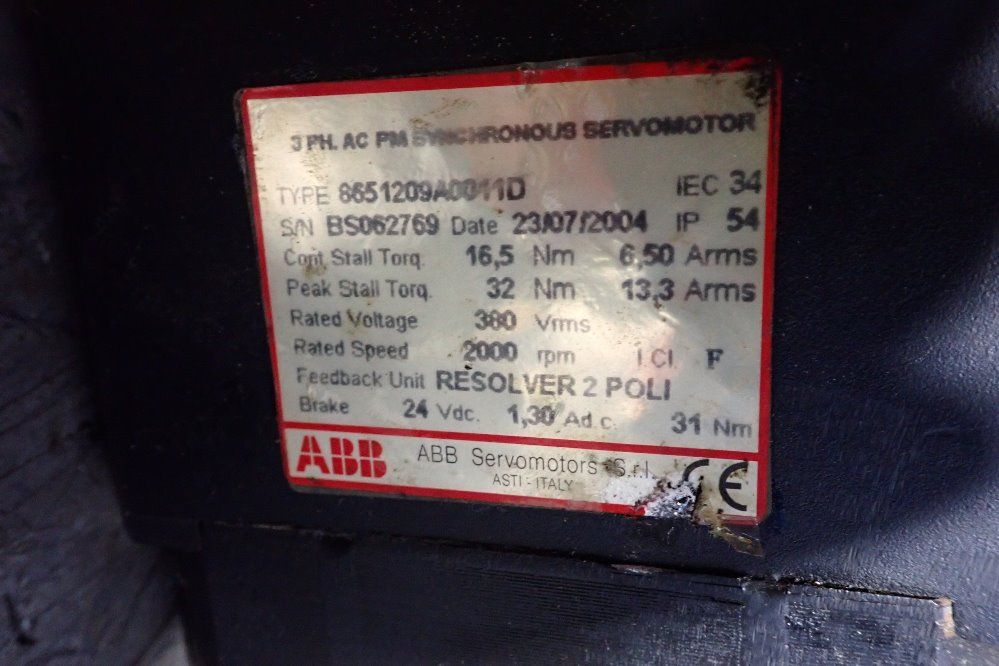 3 PH. AC PM SYNCHRONOUS SERVOMOTOR
TYPE 8651209A0011D IEC 34
S/N BS062769 Date 23/07/2004 IP 54
Cont. Stall Torq. 16,5 Nm 6,50 Arms
Peak Stall Torq. 32 Nm 13,3 Arms
Rated Voltage 380 Vrms
Rated Speed 2000 rpm I Cl. F
Feedback Unit RESOLVER 2 POLI
Brake 24 Vdc. 1,30 Ad c. 31 Nm
ABB ABB Servomotors S.r.l. CE
ASTI - ITALY